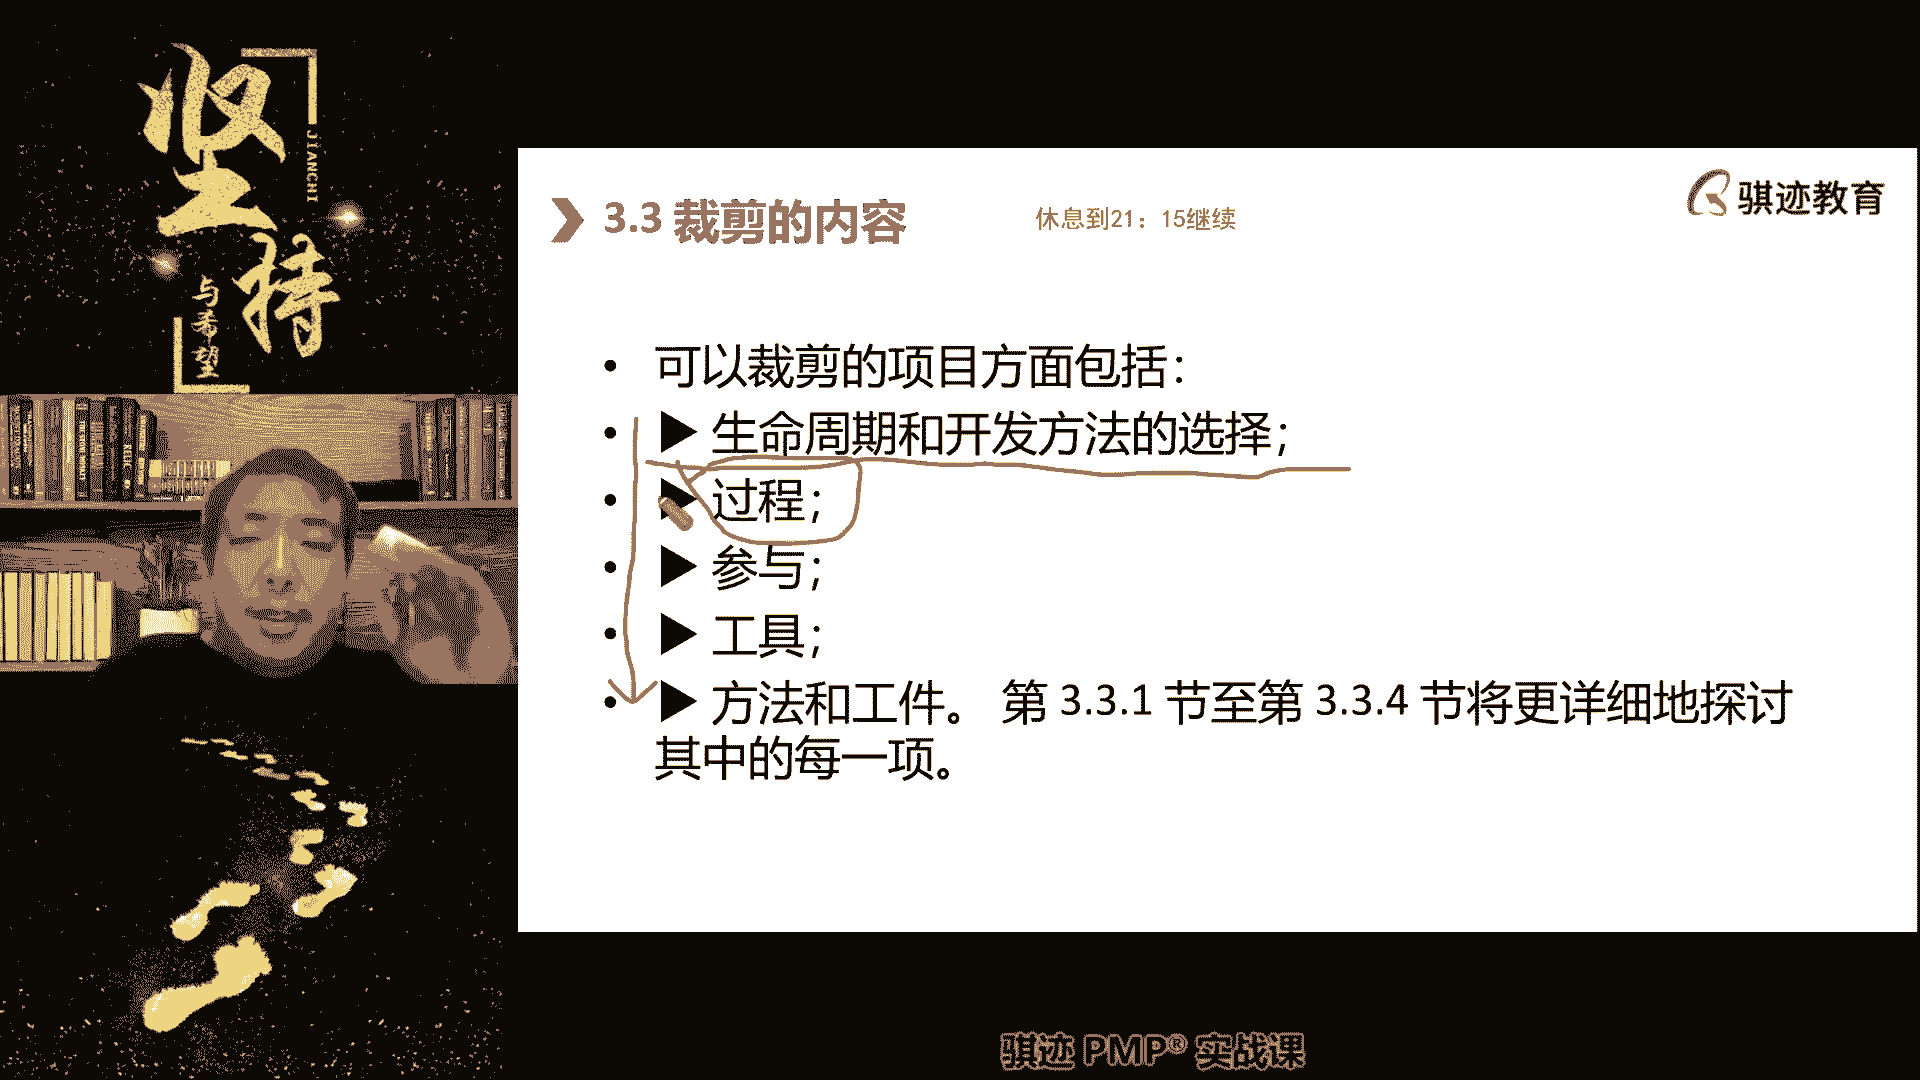 坚持
JIANCHI
与希望
3.3 裁剪的内容
休息到21：15继续
骐迹教育
• 可以裁剪的项目方面包括：
• ▶ 生命周期和开发方法的选择；
• ▶ 过程；
• ▶ 参与；
• ▶ 工具；
• ▶ 方法和工件。 第 3.3.1 节至第 3.3.4 节将更详细地探讨
其中的每一项。
骐迹 PMP® 实战课